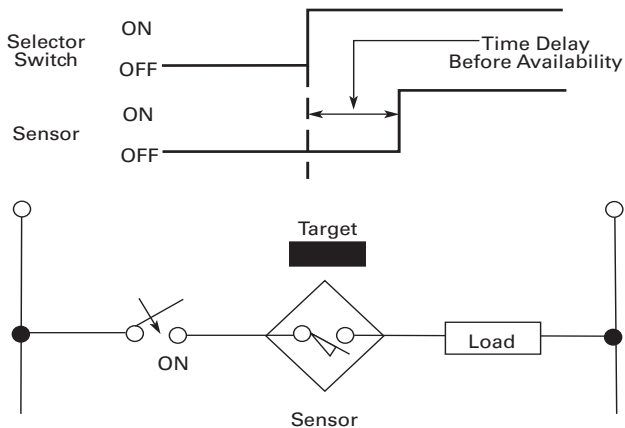 ON
Selector
Switch
OFF
Time Delay
Before Availability
ON
Sensor
OFF
Target
ON
Load
Sensor